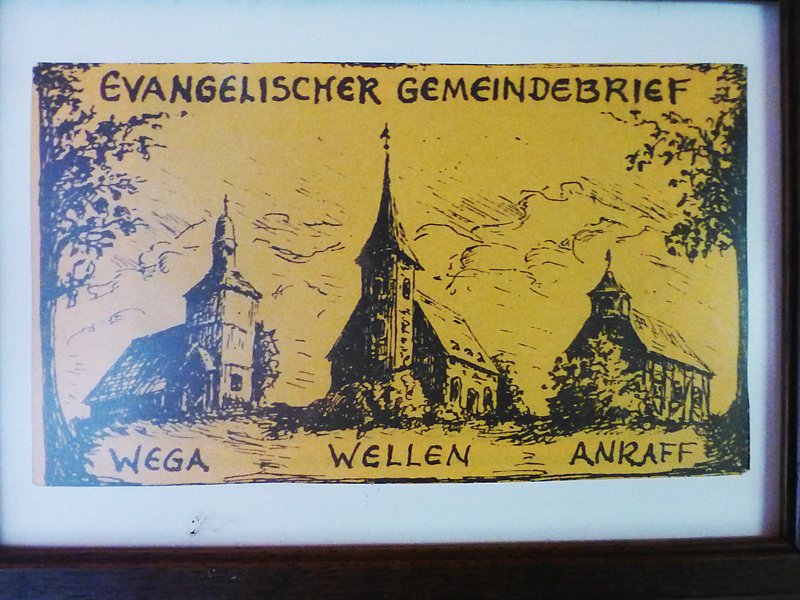 EVANGELISCHER GEMEINDEBRIEF
WEGA WELLEN ANRAFF